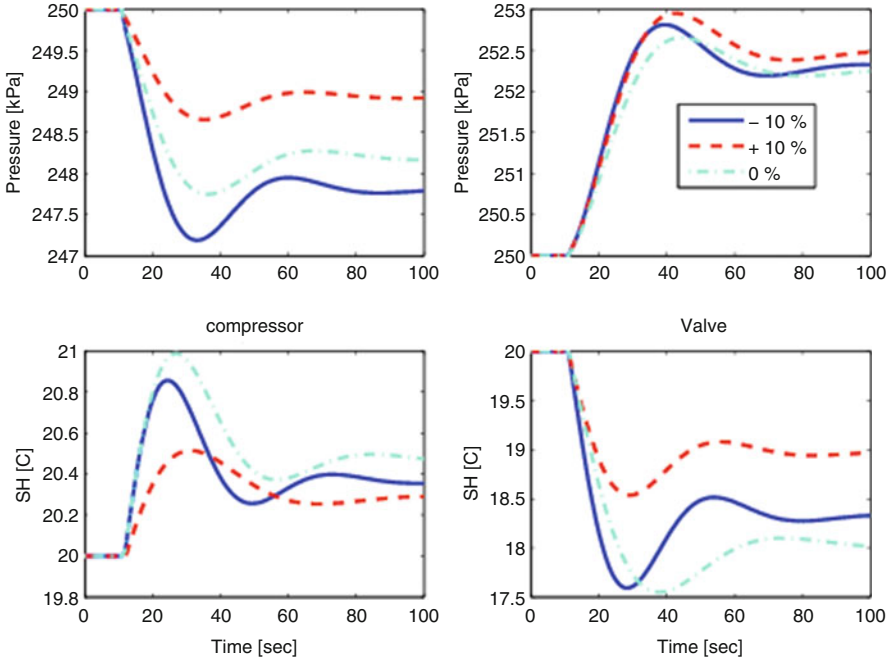 Pressure [kPa]
250
249.5
249
248.5
248
247.5
247
0 20 40 60 80 100
Pressure [kPa]
253
252.5
252
251.5
251
250.5
250
0 20 40 60 80 100
– 10 %
+ 10 %
0 %
compressor
SH [C]
21
20.8
20.6
20.4
20.2
20
19.8
0 20 40 60 80 100
Time [sec]
Valve
SH [C]
20
19.5
19
18.5
18
17.5
0 20 40 60 80 100
Time [sec]